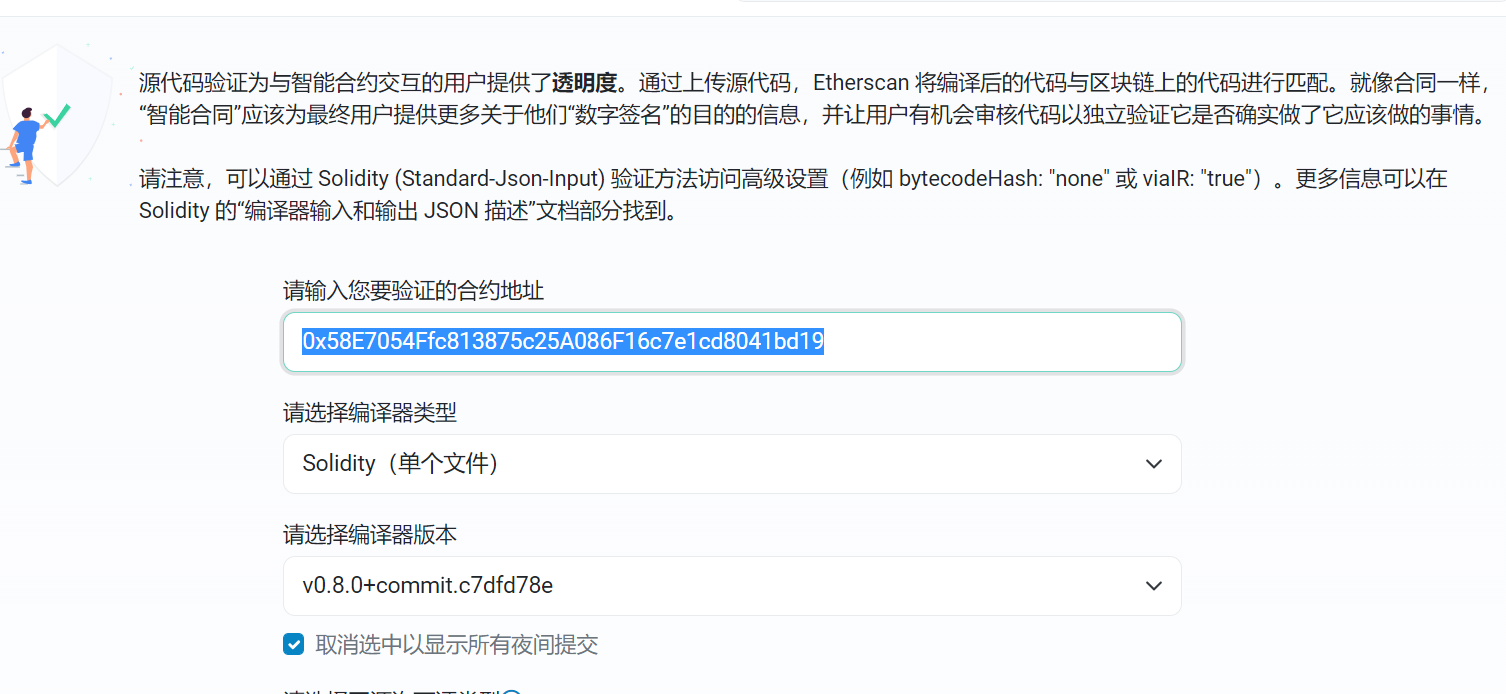 源代码验证为与智能合约交互的用户提供了透明度。通过上传源代码，Etherscan 将编译后的代码与区块链上的代码进行匹配。就像合同一样，
“智能合同”应该为最终用户提供更多关于他们“数字签名”的目的的信息，并让用户有机会审核代码以独立验证它是否确实做了它应该做的事情。
请注意，可以通过 Solidity (Standard-Json-Input) 验证方法访问高级设置（例如 bytecodeHash: "none" 或 viaIR: "true"）。更多信息可以在
Solidity 的“编译器输入和输出 JSON 描述”文档部分找到。
请输入您要验证的合约地址
0x58E7054Ffc813875c25A086F16c7e1cd8041bd19
请选择编译器类型
Solidity（单个文件）
请选择编译器版本
v0.8.0+commit.c7dfd78e
取消选中以显示所有夜间提交